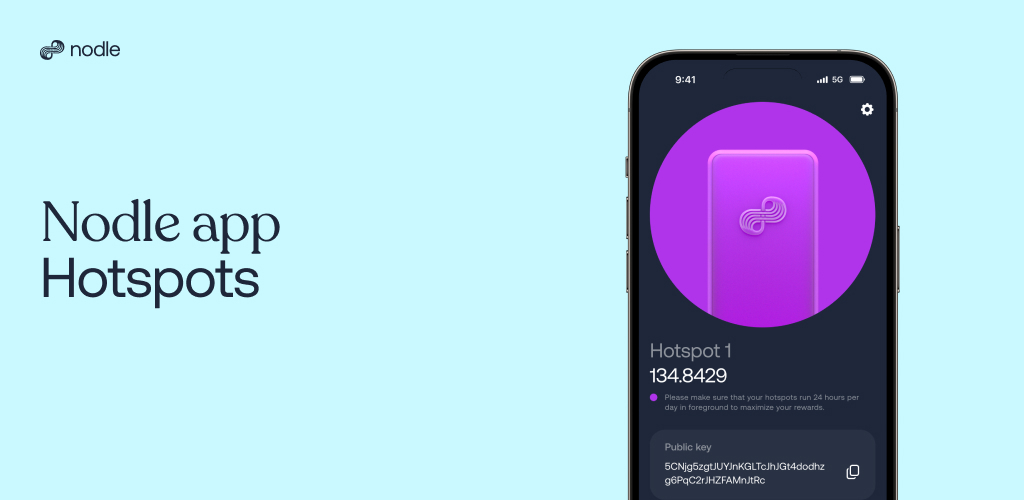 nodle
Nodle app
Hotspots
9:41
5G
Hotspot 1
134.8429
Please make sure that your hotspots run 24 hours per
day in foreground to maximize your rewards.
Public key
5CNjg5zgtJUYJnKGLTcJhJGt4dodhz
g6PqC2rJHZFAMnJtRc